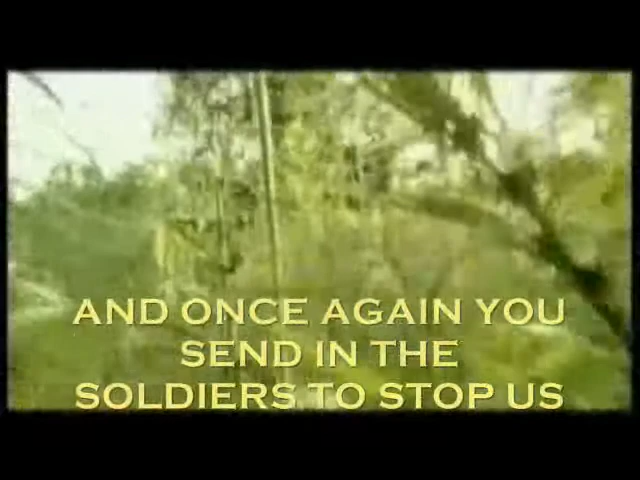 AND ONCE AGAIN YOU
SEND IN THE
SOLDIERS TO STOP US